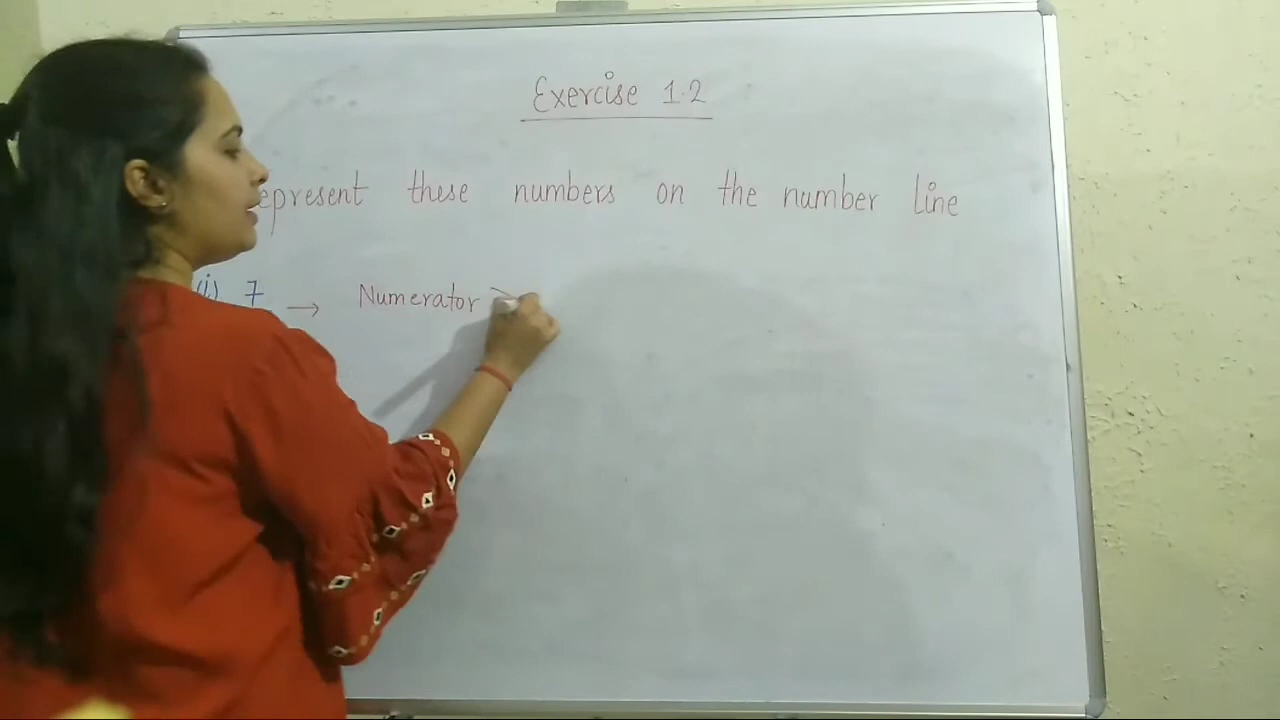 Exercise 1.2
epresent these numbers on the number line
(i) 7 → Numerator >